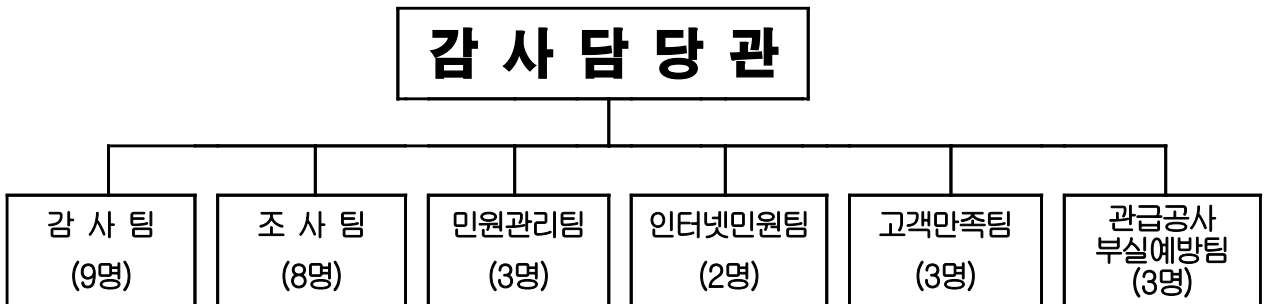 감 사 담 당 관
감 사 팀
(9명)
조 사 팀
(8명)
민원관리팀
(3명)
인터넷민원팀
(2명)
고객만족팀
(3명)
관급공사
부실예방팀
(3명)